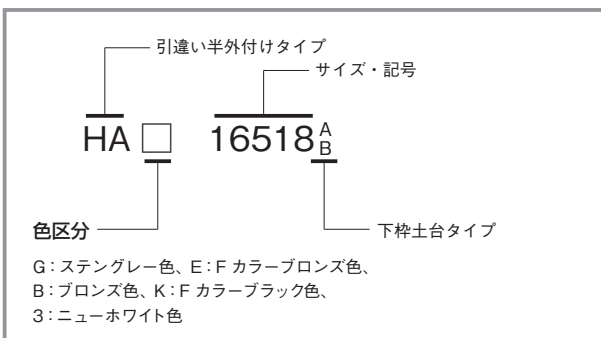 引違い半外付けタイプ
サイズ・記号
HA □ 16518 A
B
色区分
下枠土台タイプ
G：ステングレー色、E：F カラーブロンズ色、
B：ブロンズ色、K：F カラーブラック色、
3：ニューホワイト色